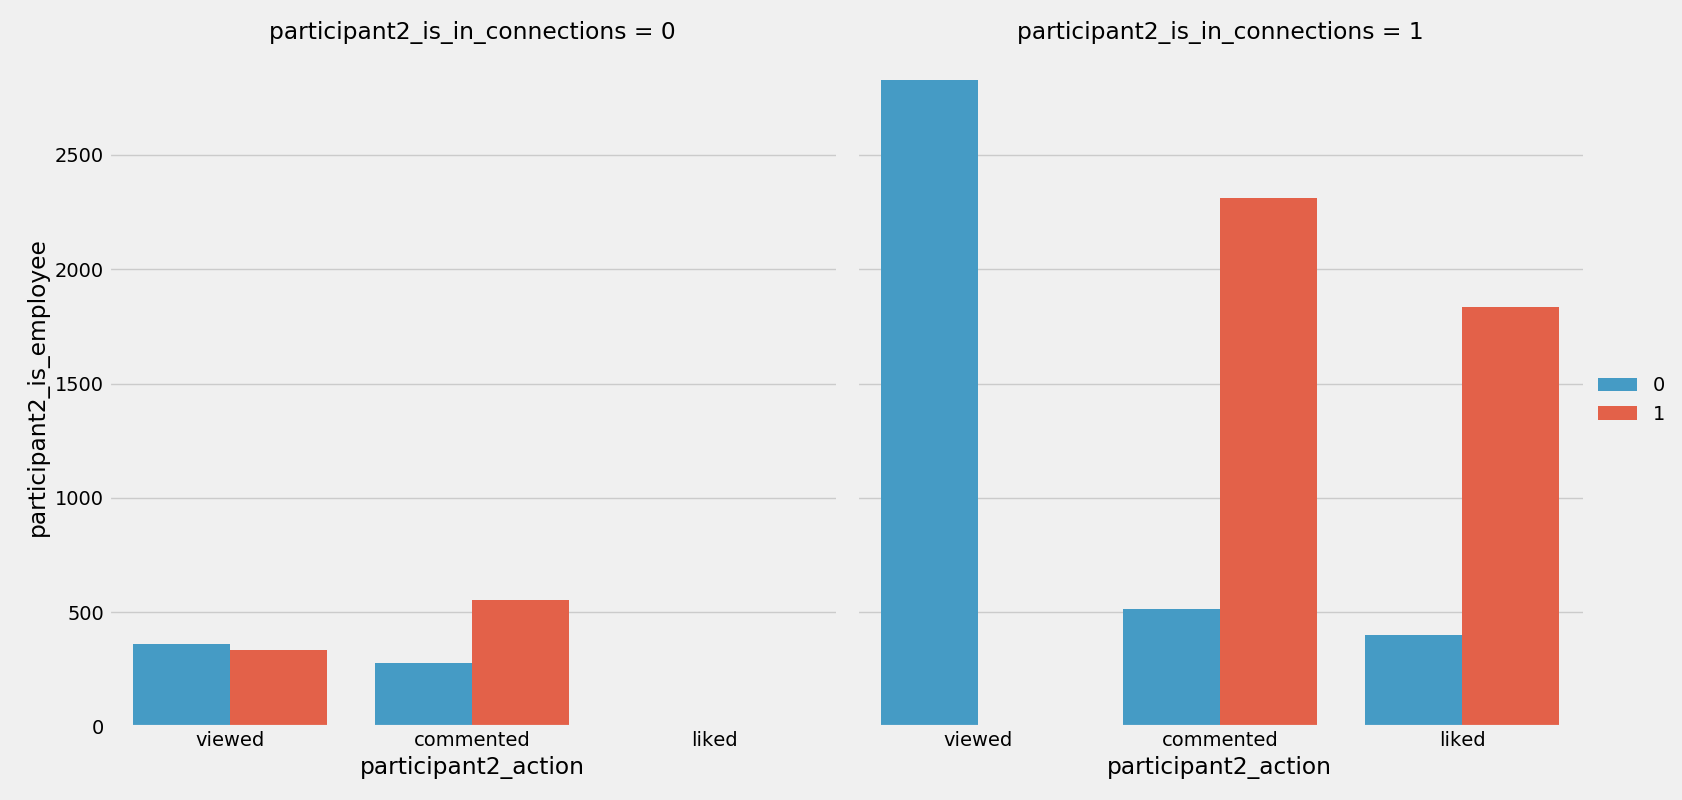 participant2_is_in_connections = 0
participant2_is_in_connections = 1
participant2_is_employee
2500
2000
1500
1000
500
0
viewed
commented
liked
viewed
commented
liked
participant2_action
participant2_action
0
1